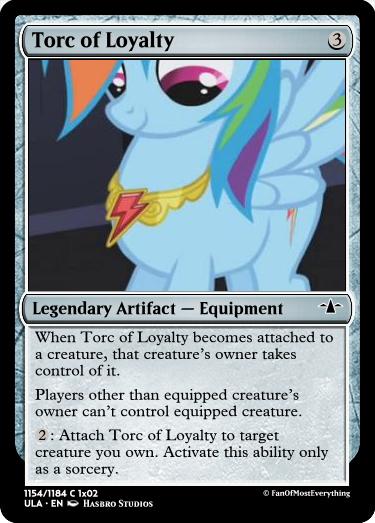 Torc of Loyalty 3
Legendary Artifact — Equipment
When Torc of Loyalty becomes attached to
a creature, that creature's owner takes
control of it.
Players other than equipped creature's
owner can't control equipped creature.
2 : Attach Torc of Loyalty to target
creature you own. Activate this ability only
as a sorcery.
1154/1184 C 1x02
ULA • EN Hasbro Studios © FanOfMostEverything